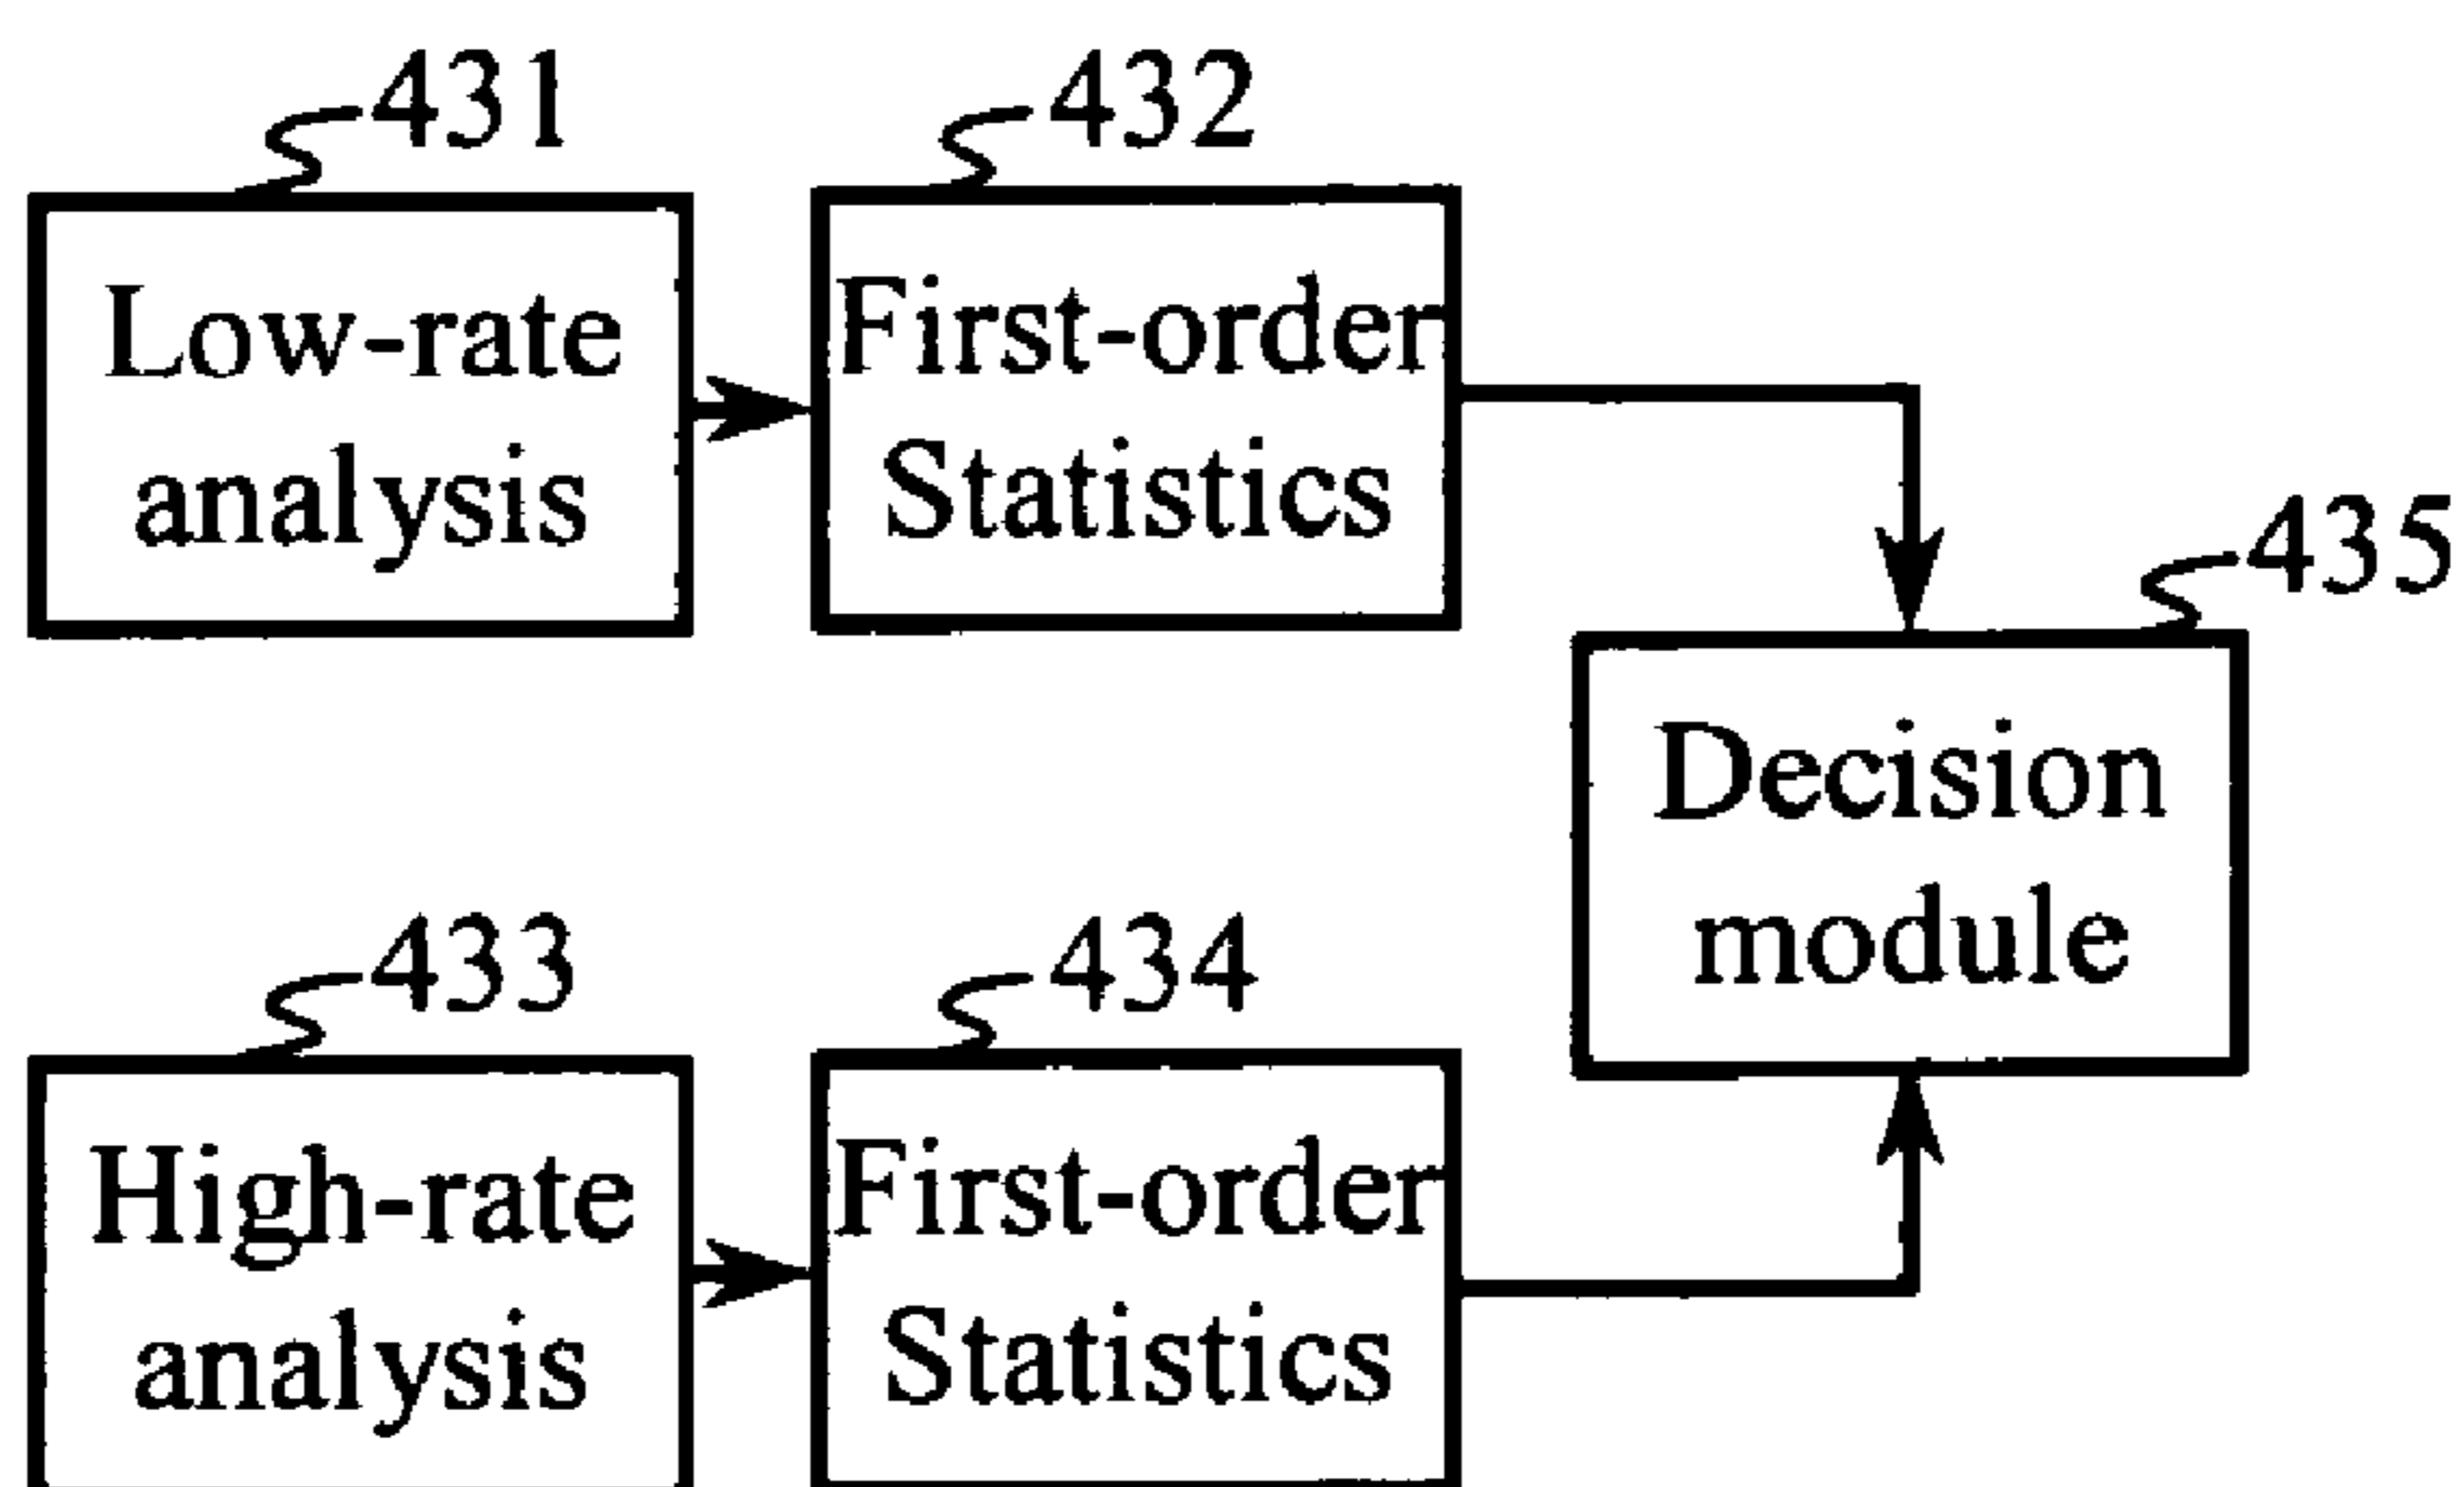 431
432
Low-rate
analysis
First-order
Statistics
435
Decision
module
433
434
High-rate
analysis
First-order
Statistics